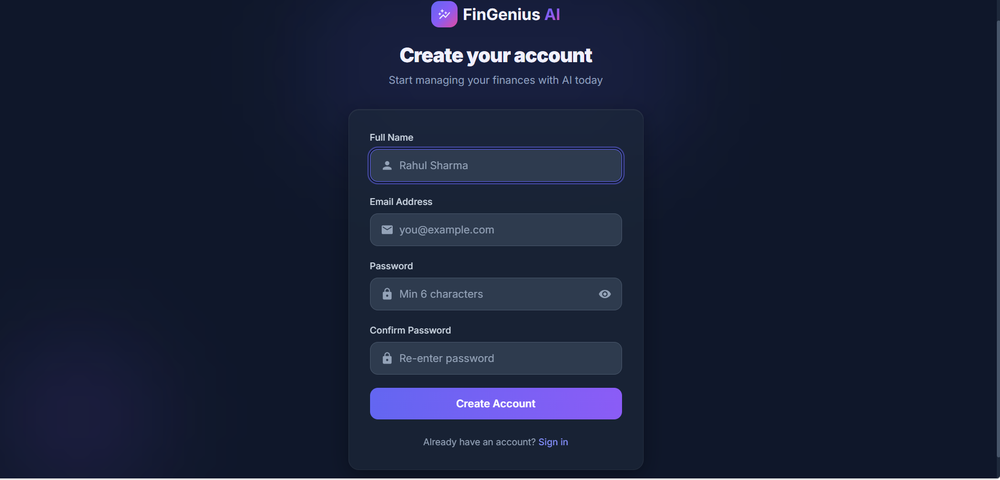 FinGenius AI
Create your account
Start managing your finances with AI today
Full Name
Rahul Sharma
Email Address
you@example.com
Password
Min 6 characters
Confirm Password
Re-enter password
Create Account
Already have an account? Sign in